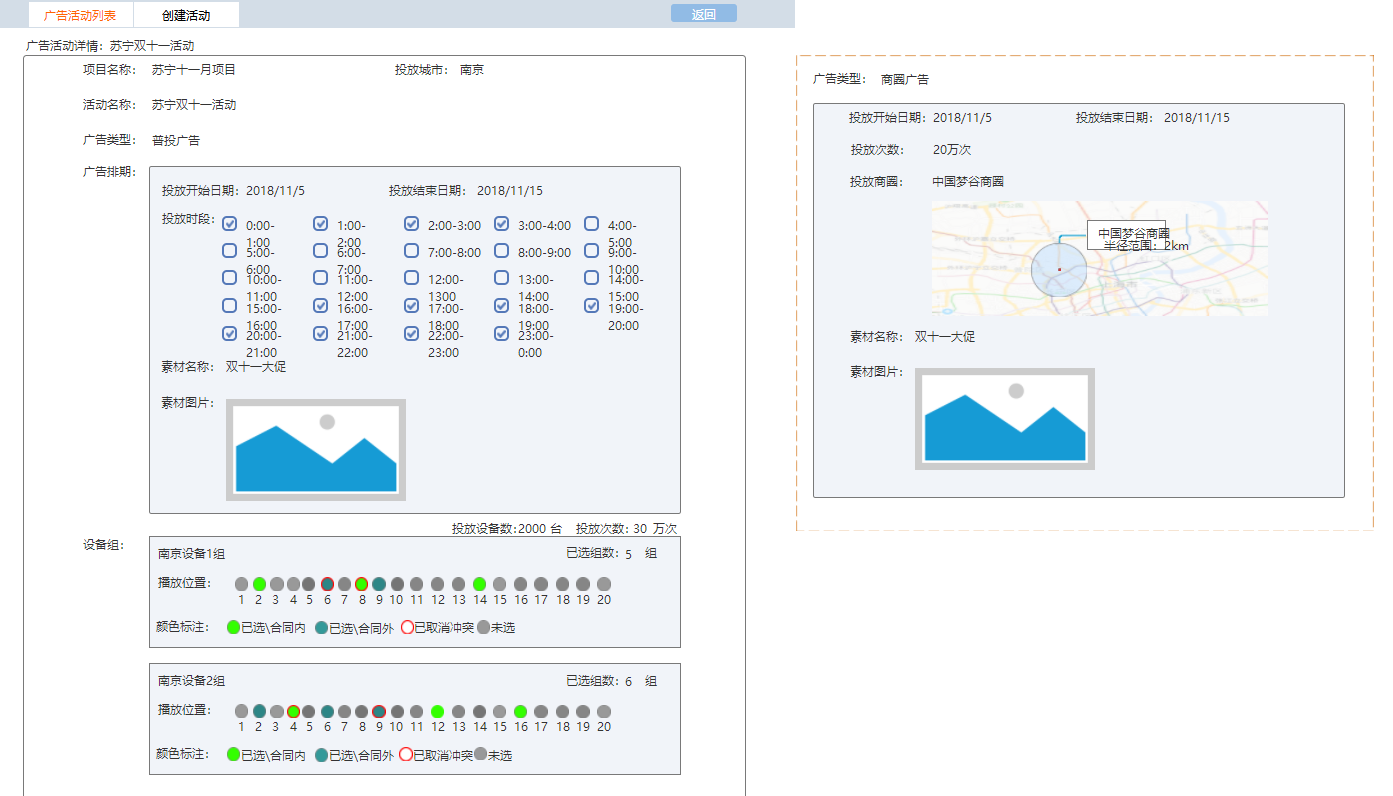 广告活动列表 创建活动 返回
广告活动详情：苏宁双十一活动
项目名称： 苏宁十一月项目 投放城市： 南京
活动名称： 苏宁双十一活动
广告类型： 普投广告
广告排期：
投放开始日期：2018/11/5 投放结束日期： 2018/11/15
投放时段：
0:00-
1:00
1:00-
2:00
2:00-3:00
3:00-4:00
4:00-
5:00
5:00-
6:00
6:00-
7:00
7:00-8:00
8:00-9:00
9:00-
10:00
10:00-
11:00
11:00-
12:00
12:00-
1300
13:00-
14:00
14:00-
15:00
15:00-
16:00
16:00-
17:00
17:00-
18:00
18:00-
19:00
19:00-
20:00
20:00-
21:00
21:00-
22:00
22:00-
23:00
23:00-
0:00
素材名称： 双十一大促
素材图片：
投放设备数:2000 台 投放次数: 30 万次
设备组：
南京设备1组 已选组数： 5 组
播放位置：
1 2 3 4 5 6 7 8 9 10 11 12 13 14 15 16 17 18 19 20
颜色标注： 已选\合同内 已选\合同外 已取消冲突 未选
南京设备2组 已选组数： 6 组
播放位置：
1 2 3 4 5 6 7 8 9 10 11 12 13 14 15 16 17 18 19 20
颜色标注： 已选\合同内 已选\合同外 已取消冲突 未选
广告类型： 商圈广告
投放开始日期：2018/11/5 投放结束日期： 2018/11/15
投放次数： 20万次
投放商圈： 中国梦谷商圈
中国梦谷商圈
半径范围：2km
素材名称： 双十一大促
素材图片：